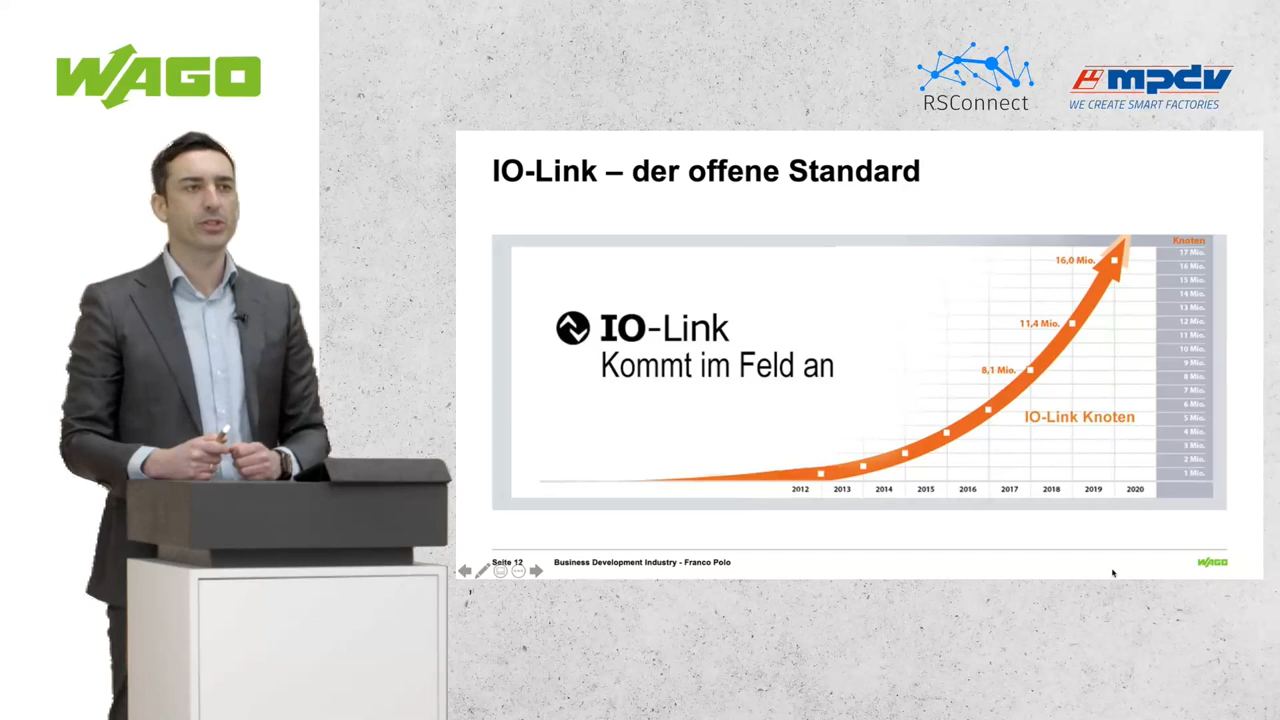 WAGO
RSConnect
mpdv
WE CREATE SMART FACTORIES
IO-Link – der offene Standard
Knoten
17 Mio.
16,0 Mio.
16 Mio.
15 Mio.
14 Mio.
13 Mio.
11,4 Mio.
12 Mio.
11 Mio.
10 Mio.
9 Mio.
8,1 Mio.
8 Mio.
7 Mio.
6 Mio.
5 Mio.
4 Mio.
3 Mio.
2 Mio.
1 Mio.
IO-Link
Kommt im Feld an
IO-Link Knoten
2012 2013 2014 2015 2016 2017 2018 2019 2020
Seite 12 Business Development Industry - Franco Polo
WAGO